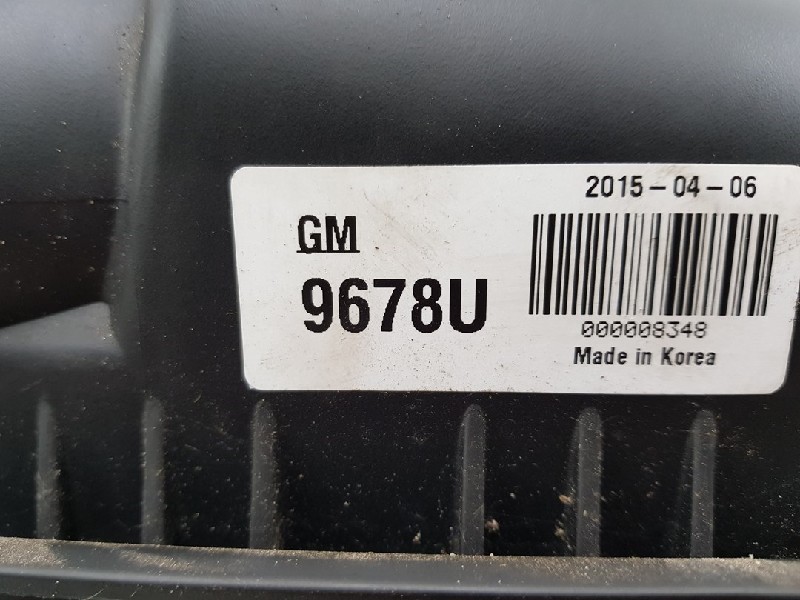 2015-04-06
GM
9678U
000008348
Made in Korea